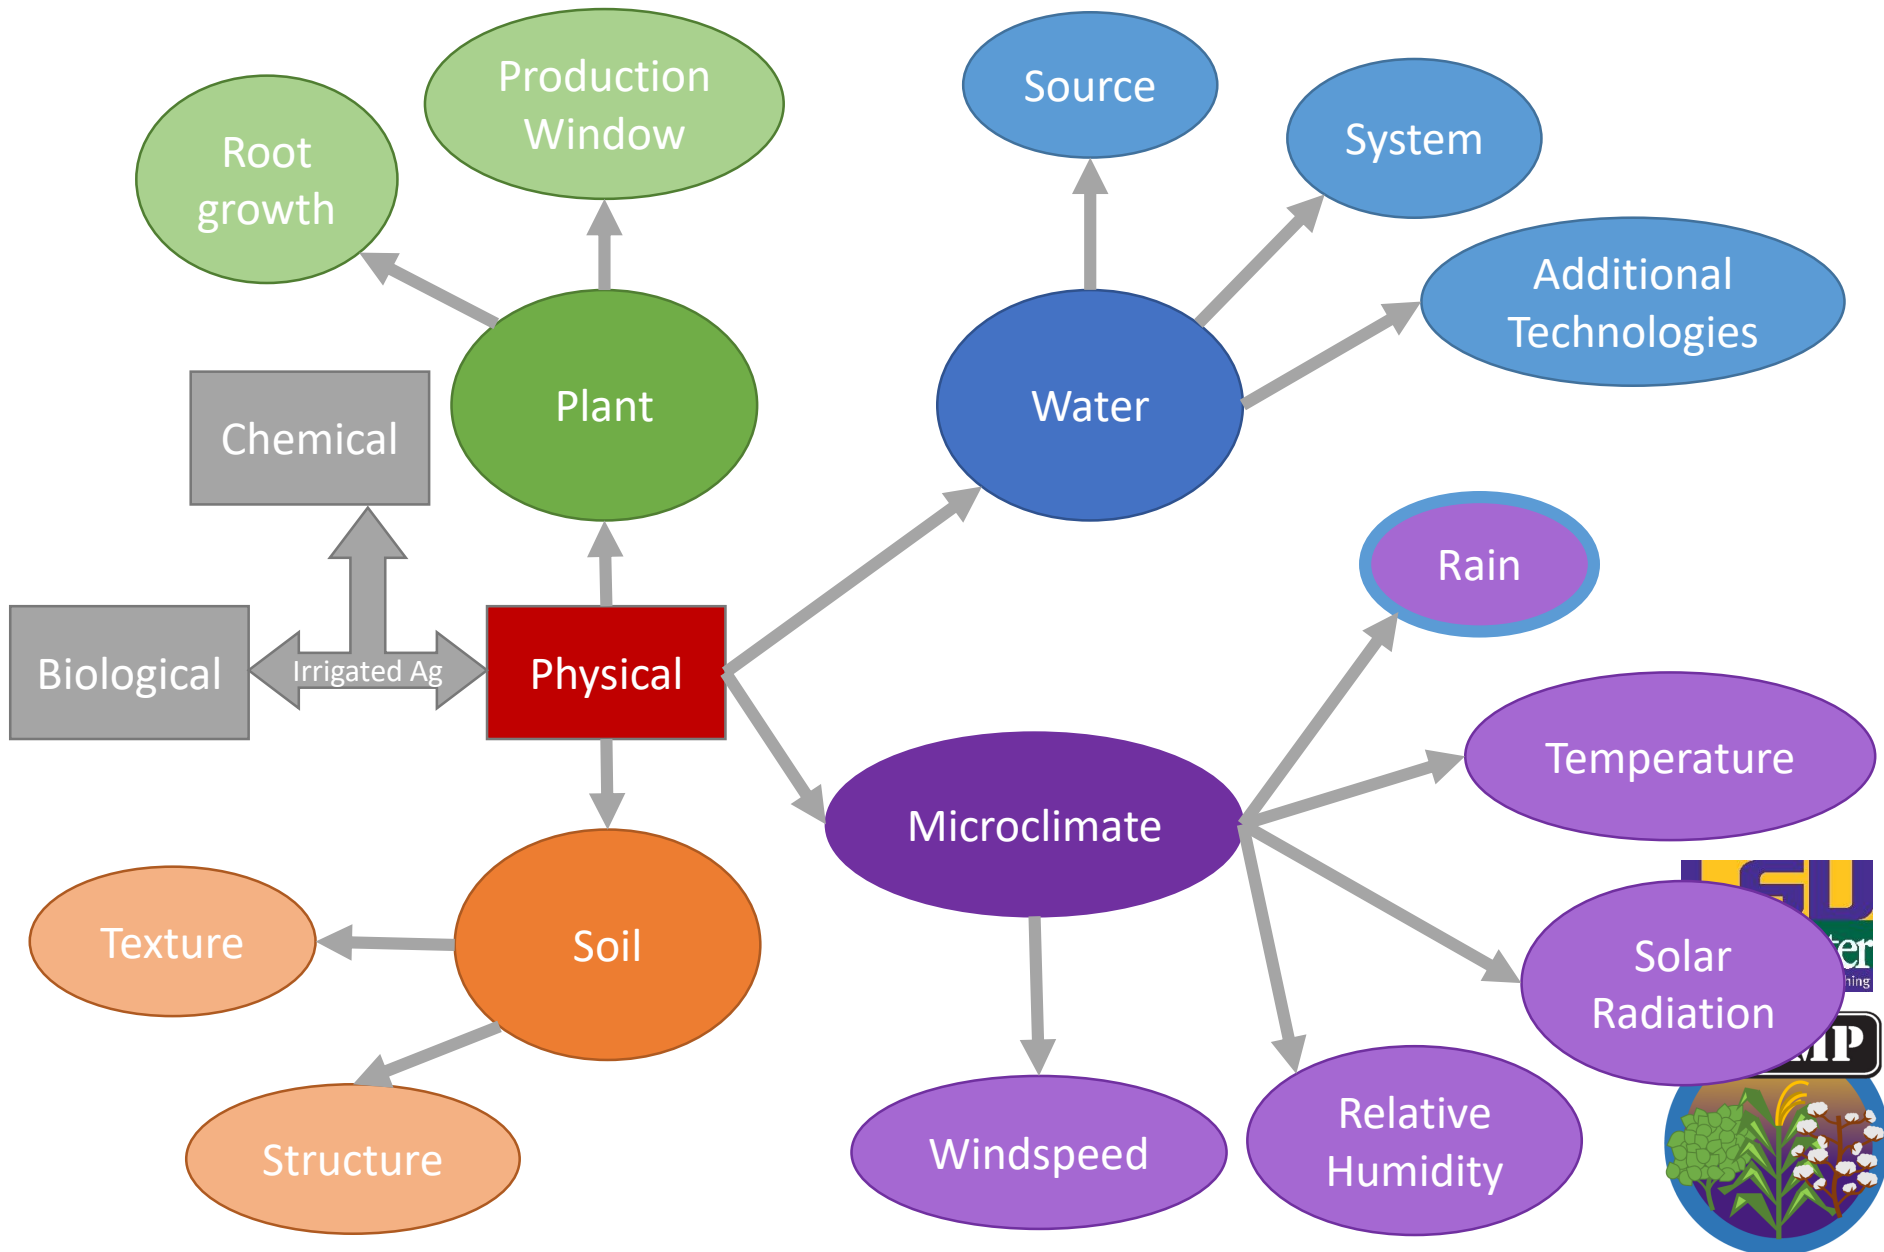 Production
Window
Source
System
Root
growth
Additional
Technologies
Plant
Water
Chemical
Rain
Biological
Irrigated Ag
Physical
Temperature
Microclimate
Texture
Soil
Solar
Radiation
Structure
Windspeed
Relative
Humidity
LSU